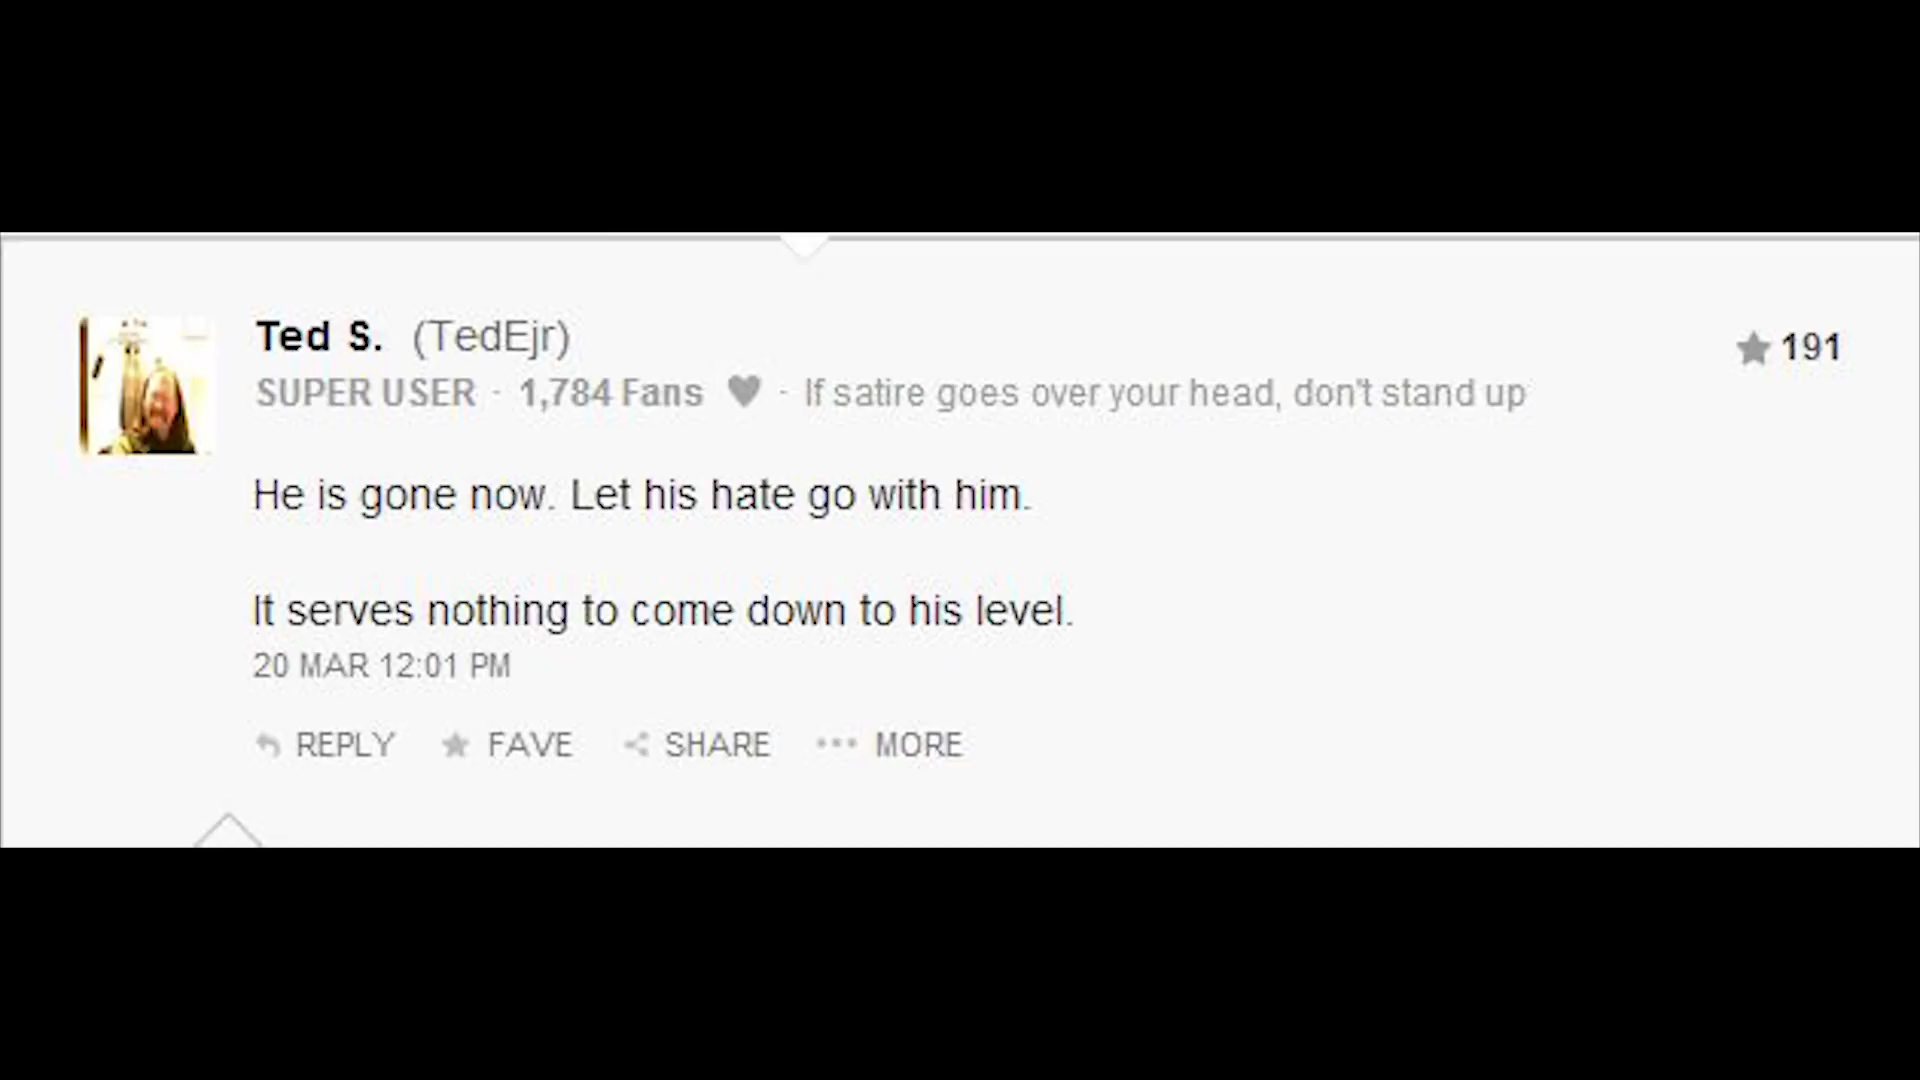 Ted S. (TedEjr)
★ 191
SUPER USER · 1,784 Fans ♥ · If satire goes over your head, don't stand up
He is gone now. Let his hate go with him.
It serves nothing to come down to his level.
20 MAR 12:01 PM
REPLY FAVE SHARE MORE